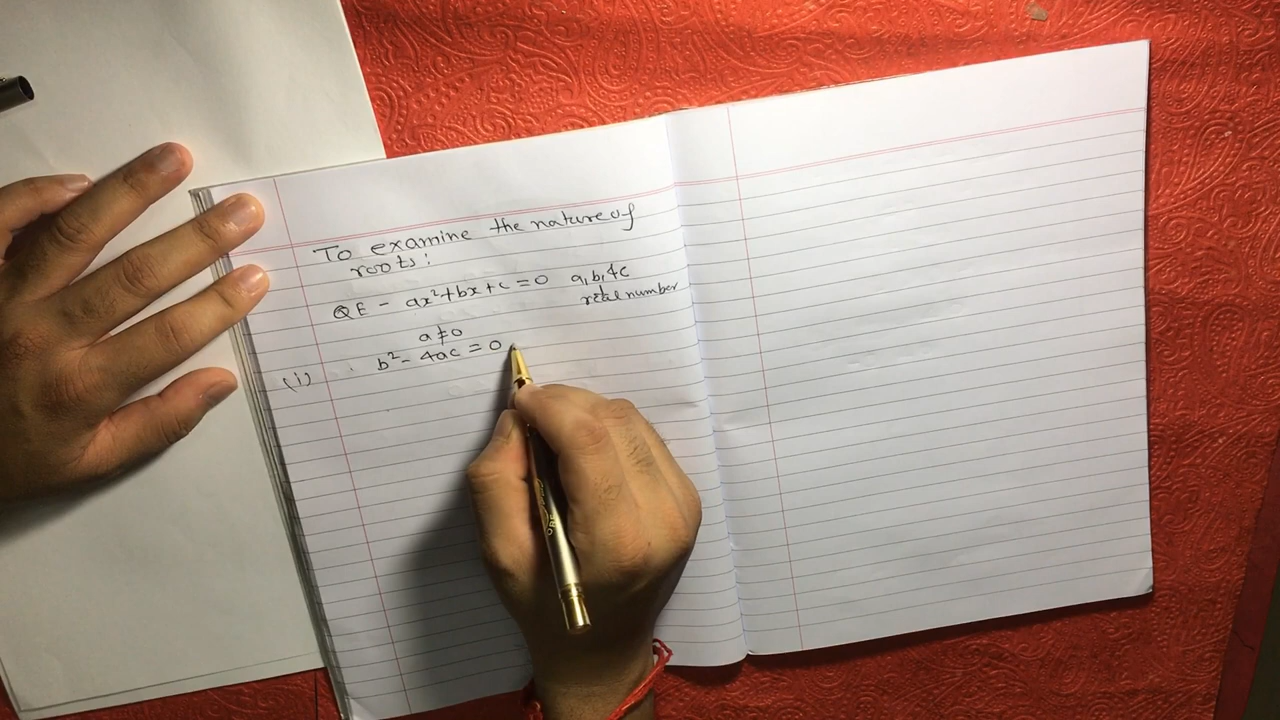 To examine the nature of
roots:
QE - ax²+bx+c=0 a,b,&c
real number
a≠0
(i) b²-4ac=0